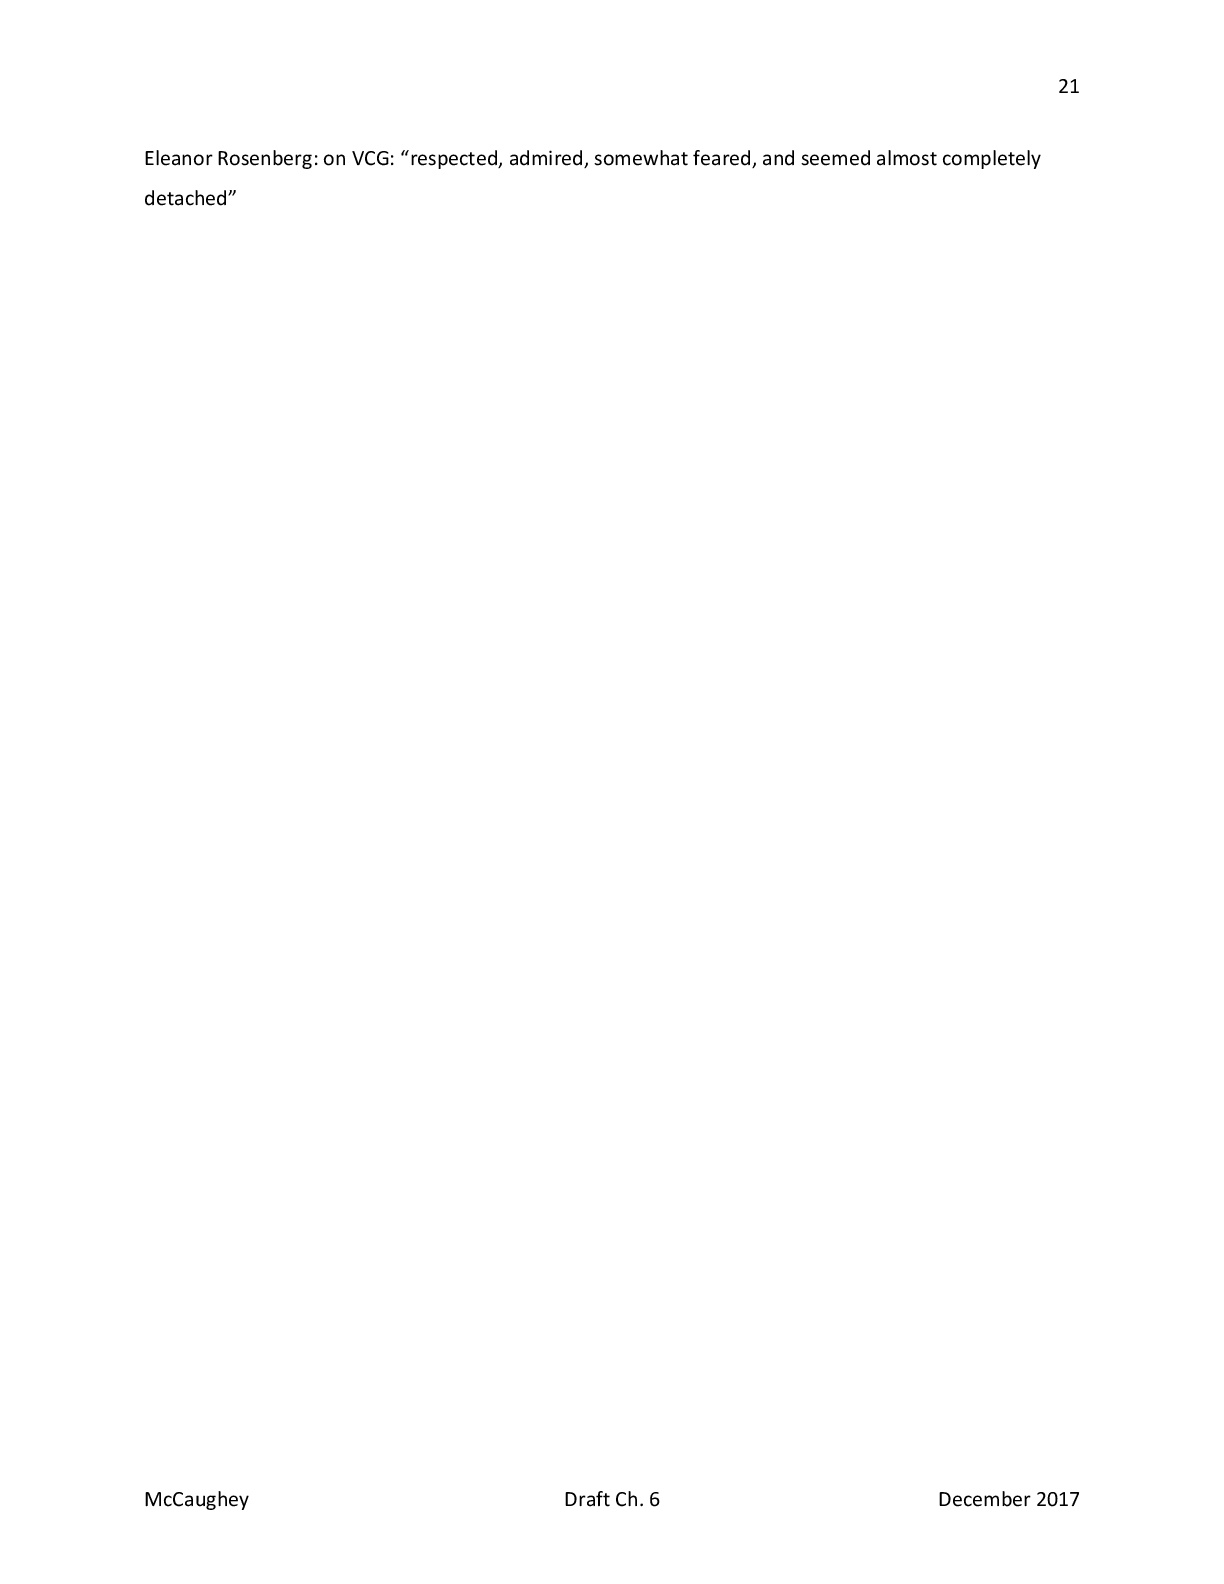 21
Eleanor Rosenberg: on VCG: “respected, admired, somewhat feared, and seemed almost completely
detached”
McCaughey Draft Ch. 6 December 2017